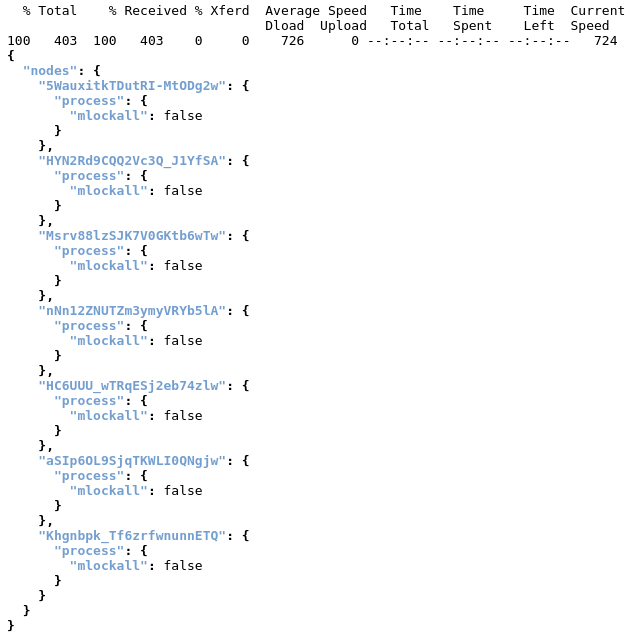 % Total    % Received % Xferd  Average Speed   Time    Time     Time  Current
                                 Dload  Upload   Total   Spent    Left  Speed
100   403  100   403    0     0    726      0 --:--:-- --:--:-- --:--:--   724
{
  "nodes": {
    "5WauxitkTDutRI-MtODg2w": {
      "process": {
        "mlockall": false
      }
    },
    "HYN2Rd9CQQ2Vc3Q_J1YfSA": {
      "process": {
        "mlockall": false
      }
    },
    "Msrv88lzSJK7V0GKtb6wTw": {
      "process": {
        "mlockall": false
      }
    },
    "nNn12ZNUTZm3ymyVRYb5lA": {
      "process": {
        "mlockall": false
      }
    },
    "HC6UUU_wTRqESj2eb74zlw": {
      "process": {
        "mlockall": false
      }
    },
    "aSIp6OL9SjqTKWLI0QNgjw": {
      "process": {
        "mlockall": false
      }
    },
    "Khgnbpk_Tf6zrfwnunnETQ": {
      "process": {
        "mlockall": false
      }
    }
  }
}